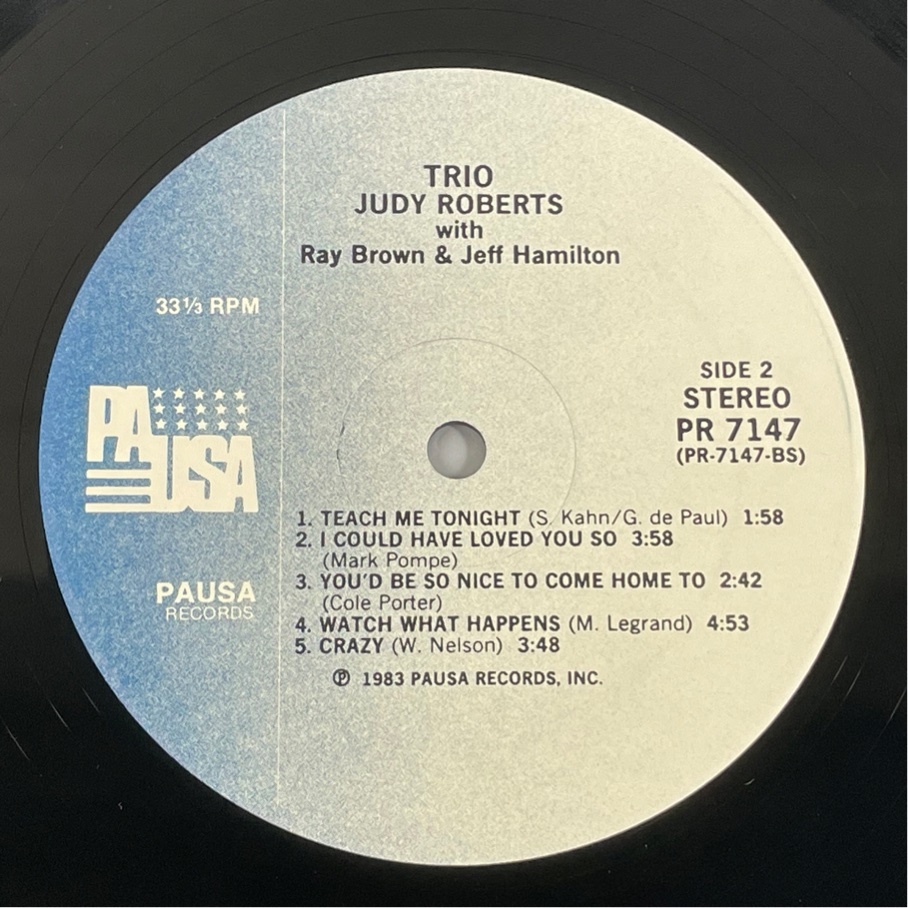 TRIO
JUDY ROBERTS
with
Ray Brown & Jeff Hamilton
33⅓ RPM
SIDE 2
STEREO
PR 7147
(PR-7147-BS)
PAUSA
PAUSA
RECORDS
1. TEACH ME TONIGHT (S. Kahn/G. de Paul) 1:58
2. I COULD HAVE LOVED YOU SO 3:58
(Mark Pompe)
3. YOU'D BE SO NICE TO COME HOME TO 2:42
(Cole Porter)
4. WATCH WHAT HAPPENS (M. Legrand) 4:53
5. CRAZY (W. Nelson) 3:48
℗ 1983 PAUSA RECORDS, INC.